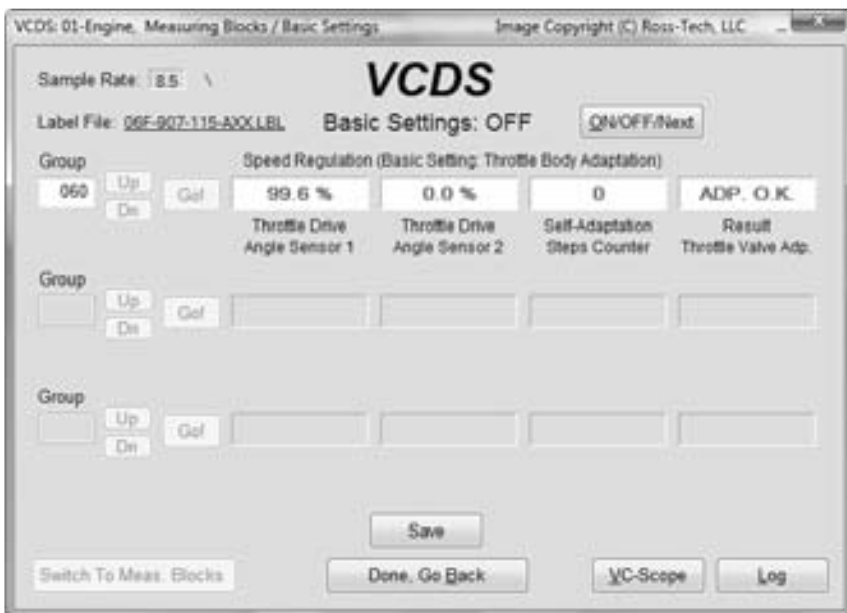 VCDS: 01-Engine, Measuring Blocks / Basic Settings Image Copyright (C) Ross-Tech, LLC
Sample Rate: 8.5 \
VCDS
Label File: 06F-907-115-AXX.LBL Basic Settings: OFF ON/OFF/Next
Group Speed Regulation (Basic Setting: Throttle Body Adaptation)
060 Up Dn Go! 99.6 % 0.0 % 0 ADP. O.K.
Throttle Drive Throttle Drive Self-Adaptation Result
Angle Sensor 1 Angle Sensor 2 Steps Counter Throttle Valve Adp.
Group
Up
Go!
Dn
Group
Up
Go!
Dn
Save
Switch To Meas. Blocks Done, Go Back VC-Scope Log